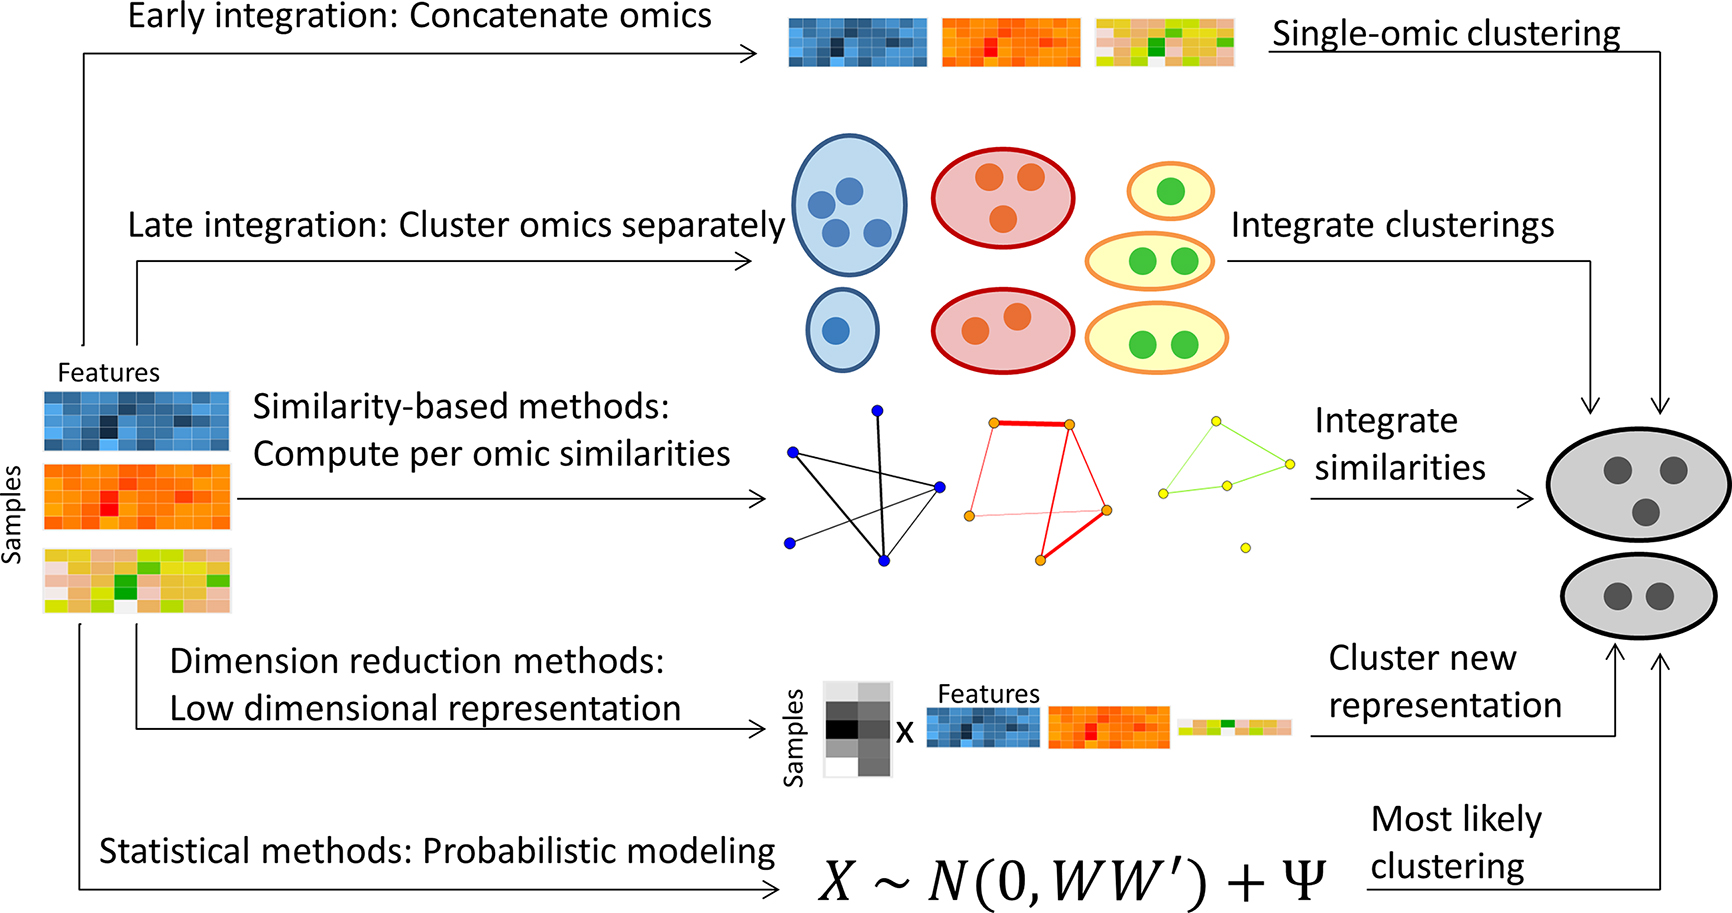 Early integration: Concatenate omics
Single-omic clustering
Late integration: Cluster omics separately
Integrate clusterings
Features
Samples
Similarity-based methods:
Compute per omic similarities
Integrate
similarities
Dimension reduction methods:
Low dimensional representation
Samples
x
Features
Cluster new
representation
Statistical methods: Probabilistic modeling
X ~ N(0, WW′) + Ψ
Most likely
clustering